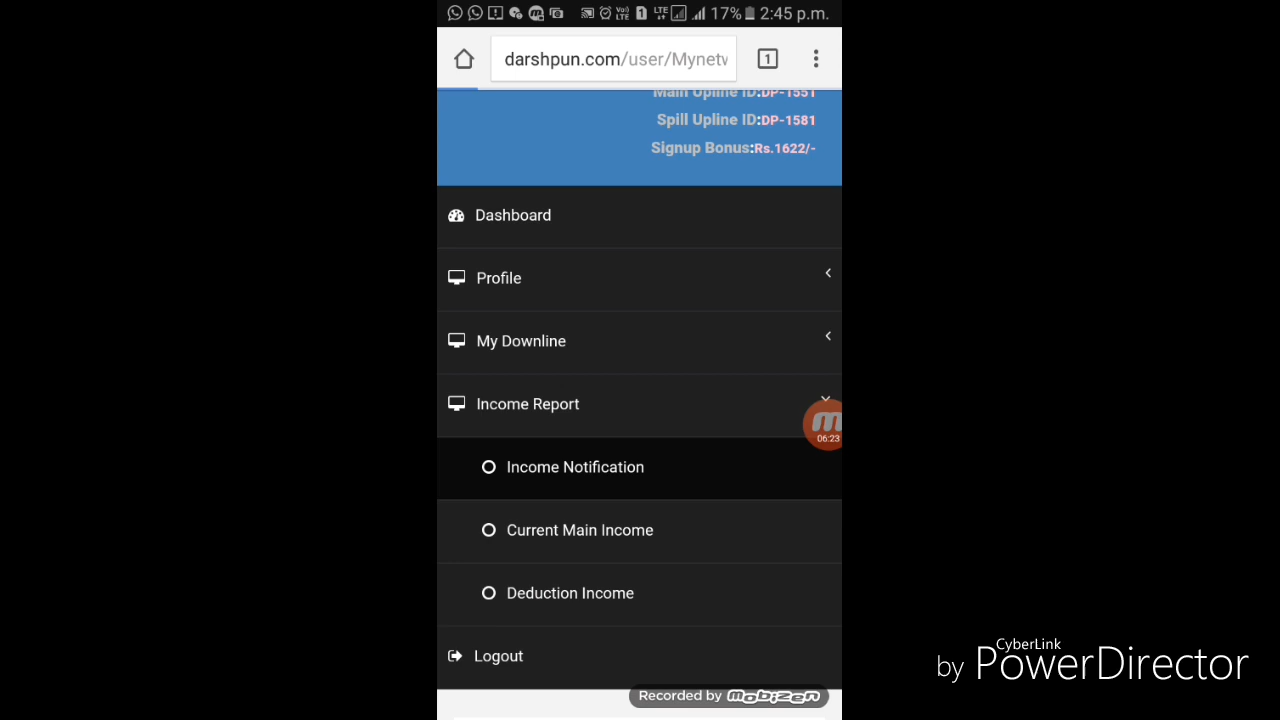 17% 2:45 p.m.
darshpun.com/user/Mynetw
1
Main Upline ID:DP-1551
Spill Upline ID:DP-1581
Signup Bonus:Rs.1622/-
Dashboard
Profile
My Downline
Income Report
06:23
Income Notification
Current Main Income
Deduction Income
Logout
Recorded by mobizen
CyberLink
by PowerDirector